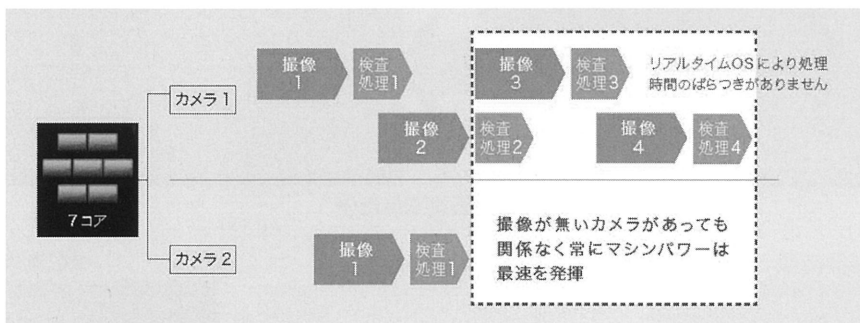 撮像
1
検査
処理1
撮像
3
検査
処理3
リアルタイムOSにより処理
時間のばらつきがありません
カメラ1
撮像
2
検査
処理2
撮像
4
検査
処理4
7コア
カメラ2
撮像
1
検査
処理1
撮像が無いカメラがあっても
関係なく常にマシンパワーは
最速を発揮